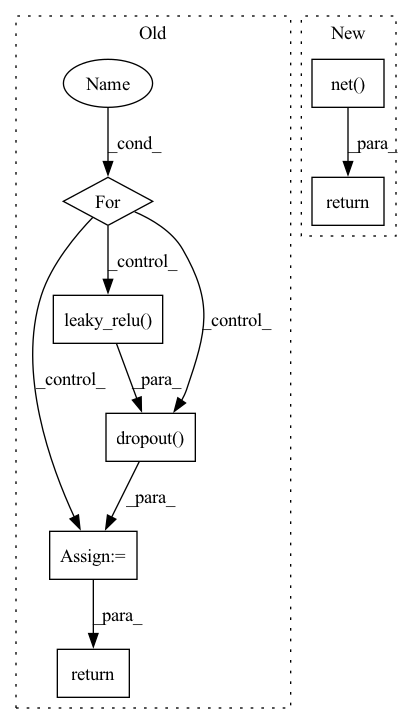 Old
New
Name
net()
_cond_
_para_
For
return
_control_
leaky_relu()
_control_
_control_
_para_
dropout()
_para_
Assign:=
_para_
return